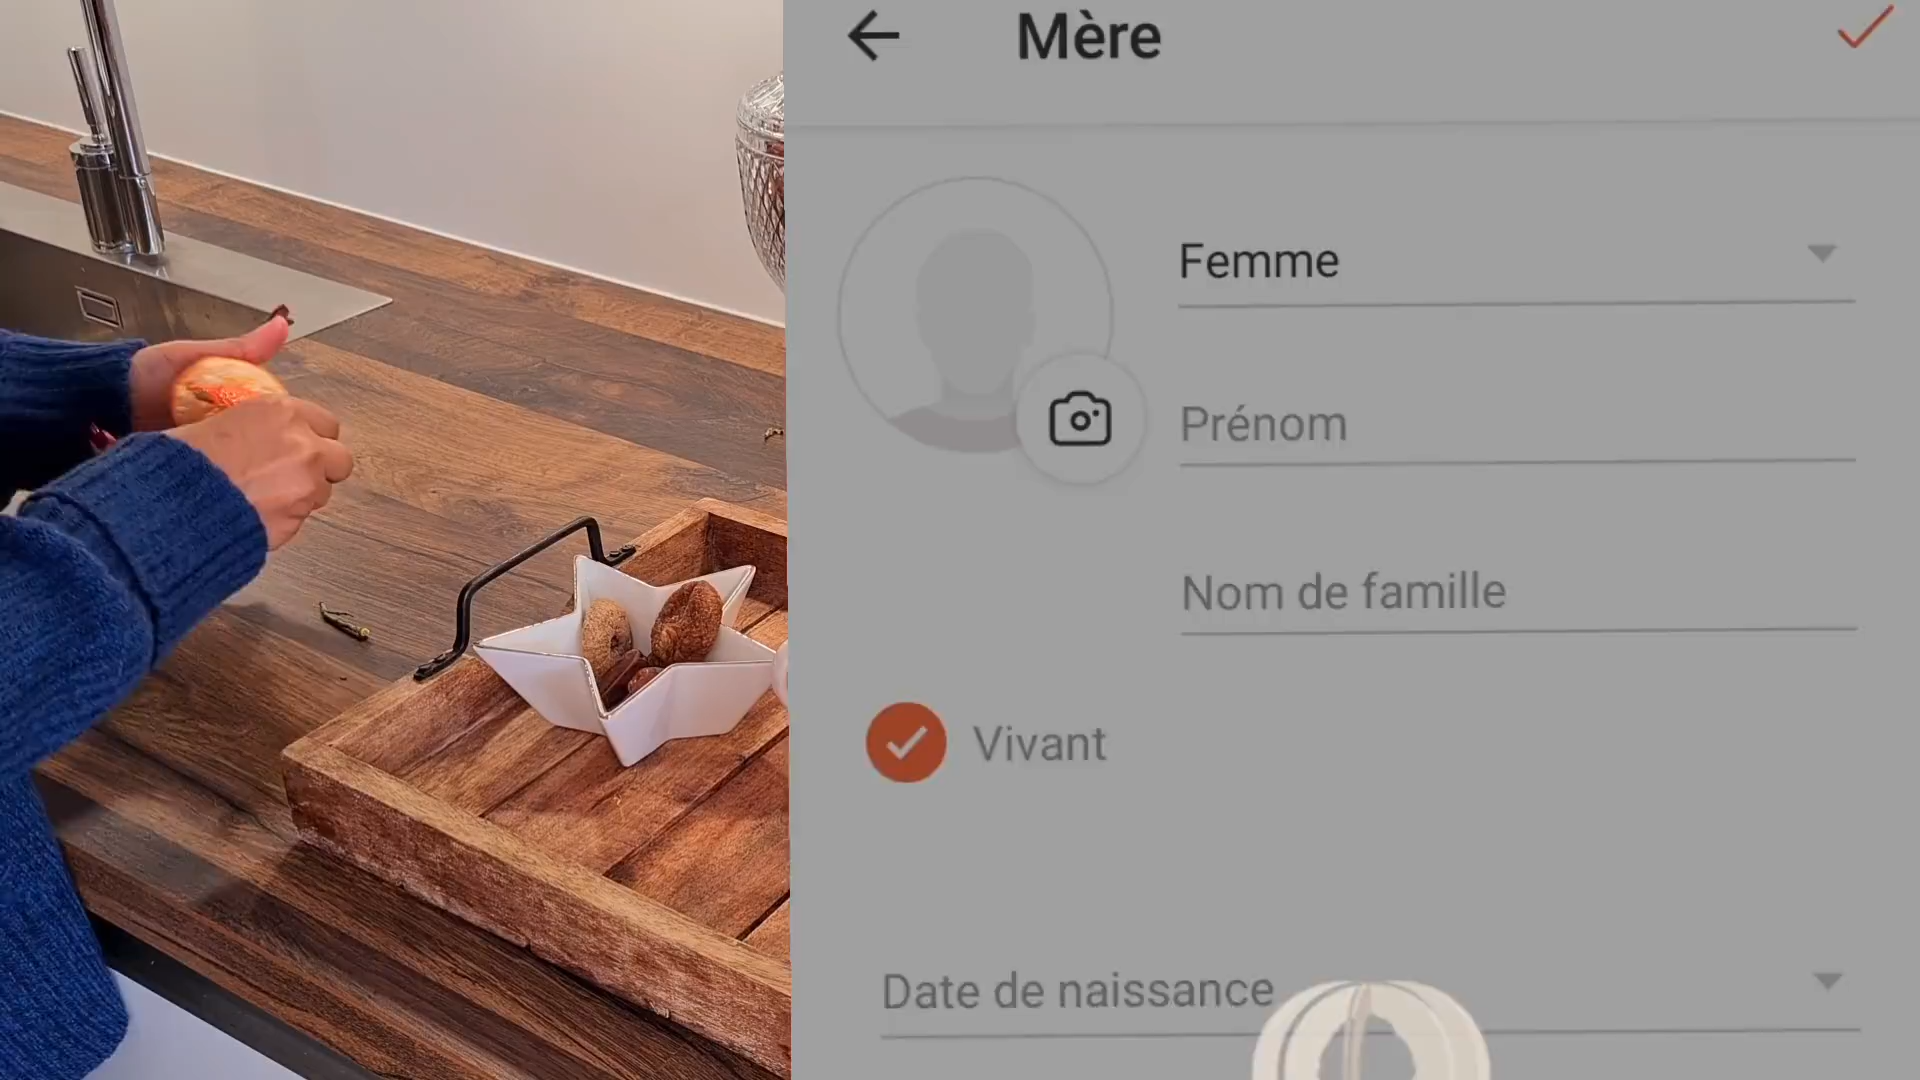 Mère
Femme
Prénom
Nom de famille
Vivant
Date de naissance